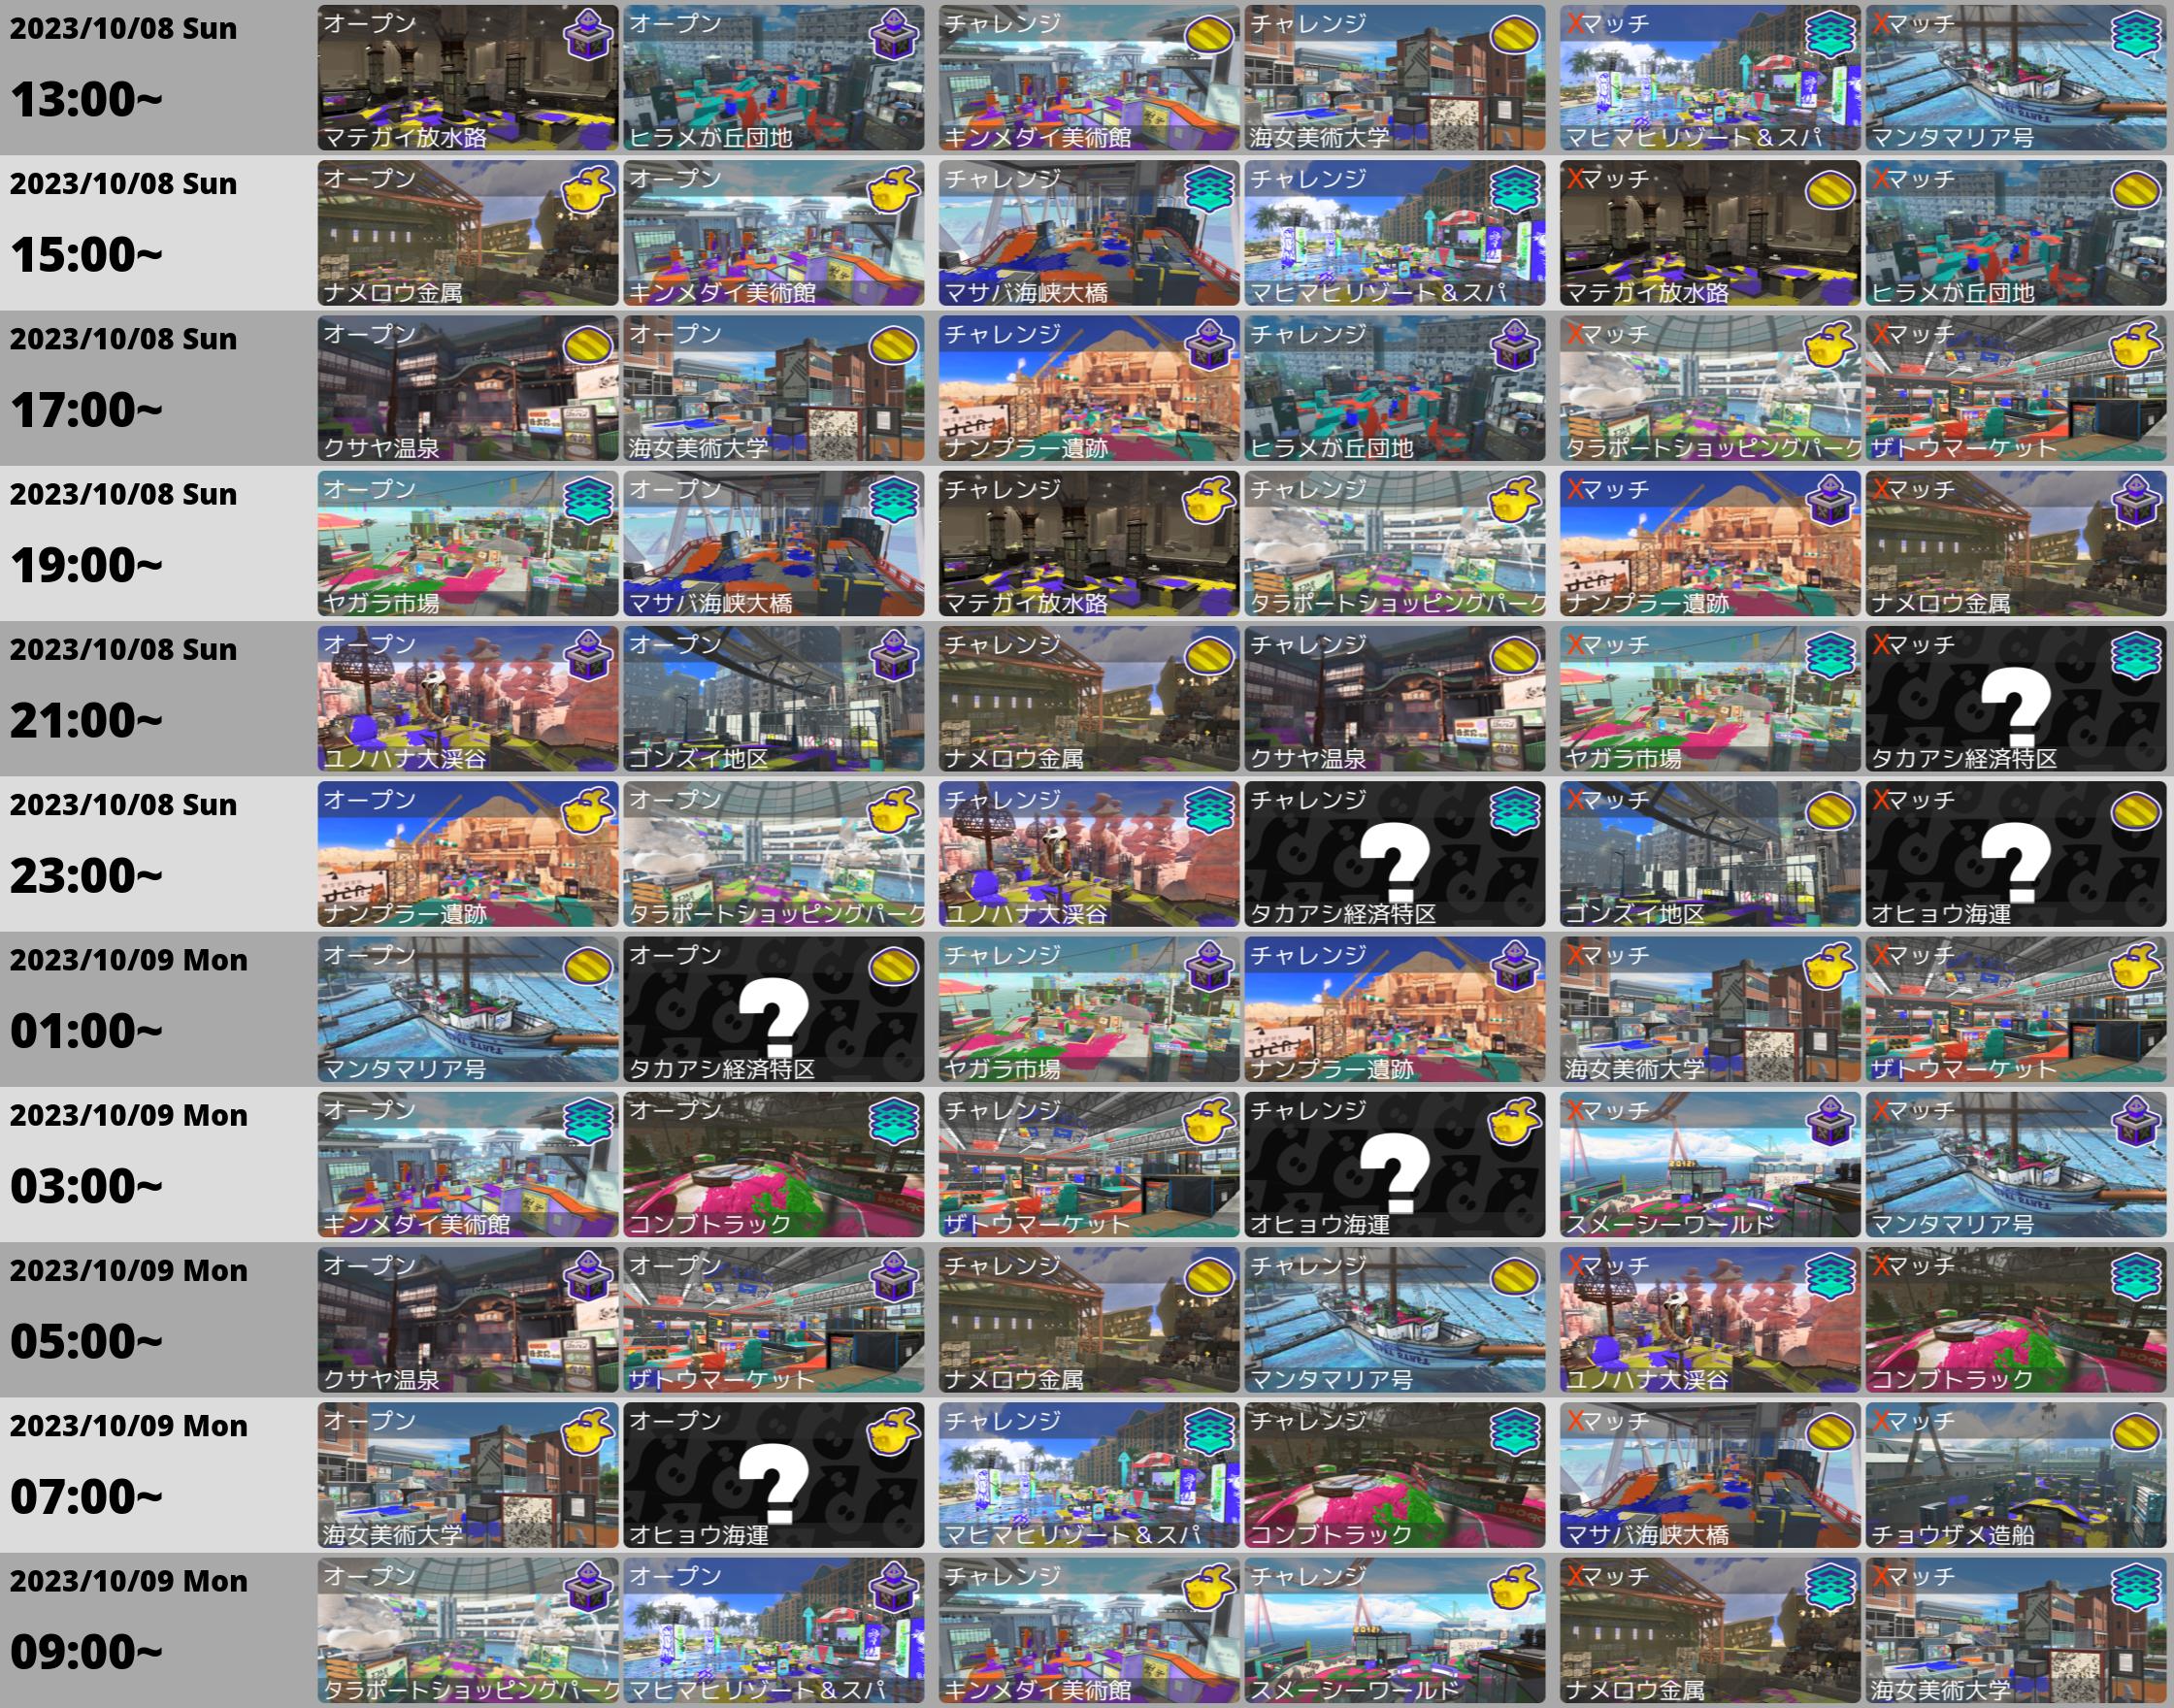 2023/10/08 Sun
13:00~
オープン
マテガイ放水路
オープン
ヒラメが丘団地
チャレンジ
キンメダイ美術館
チャレンジ
海女美術大学
Xマッチ
マヒマヒリゾート＆スパ
Xマッチ
マンタマリア号
2023/10/08 Sun
15:00~
オープン
ナメロウ金属
オープン
キンメダイ美術館
チャレンジ
マサバ海峡大橋
チャレンジ
マヒマヒリゾート＆スパ
Xマッチ
マテガイ放水路
Xマッチ
ヒラメが丘団地
2023/10/08 Sun
17:00~
オープン
クサヤ温泉
オープン
海女美術大学
チャレンジ
ナンプラー遺跡
チャレンジ
ヒラメが丘団地
Xマッチ
タラポートショッピングパーク
Xマッチ
ザトウマーケット
2023/10/08 Sun
19:00~
オープン
ヤガラ市場
オープン
マサバ海峡大橋
チャレンジ
マテガイ放水路
チャレンジ
タラポートショッピングパーク
Xマッチ
ナンプラー遺跡
Xマッチ
ナメロウ金属
2023/10/08 Sun
21:00~
オープン
ユノハナ大渓谷
オープン
ゴンズイ地区
チャレンジ
ナメロウ金属
チャレンジ
クサヤ温泉
Xマッチ
ヤガラ市場
Xマッチ
?
タカアシ経済特区
2023/10/08 Sun
23:00~
オープン
ナンプラー遺跡
オープン
タラポートショッピングパーク
チャレンジ
ユノハナ大渓谷
チャレンジ
?
タカアシ経済特区
Xマッチ
ゴンズイ地区
Xマッチ
?
オヒョウ海運
2023/10/09 Mon
01:00~
オープン
マンタマリア号
オープン
?
タカアシ経済特区
チャレンジ
ヤガラ市場
チャレンジ
ナンプラー遺跡
Xマッチ
海女美術大学
Xマッチ
ザトウマーケット
2023/10/09 Mon
03:00~
オープン
キンメダイ美術館
オープン
コンブトラック
チャレンジ
ザトウマーケット
チャレンジ
?
オヒョウ海運
Xマッチ
スメーシーワールド
Xマッチ
マンタマリア号
2023/10/09 Mon
05:00~
オープン
クサヤ温泉
オープン
ザトウマーケット
チャレンジ
ナメロウ金属
チャレンジ
マンタマリア号
Xマッチ
ユノハナ大渓谷
Xマッチ
コンブトラック
2023/10/09 Mon
07:00~
オープン
海女美術大学
オープン
?
オヒョウ海運
チャレンジ
マヒマヒリゾート＆スパ
チャレンジ
コンブトラック
Xマッチ
マサバ海峡大橋
Xマッチ
チョウザメ造船
2023/10/09 Mon
09:00~
オープン
タラポートショッピングパーク
オープン
マヒマヒリゾート＆スパ
チャレンジ
キンメダイ美術館
チャレンジ
スメーシーワールド
Xマッチ
ナメロウ金属
Xマッチ
海女美術大学